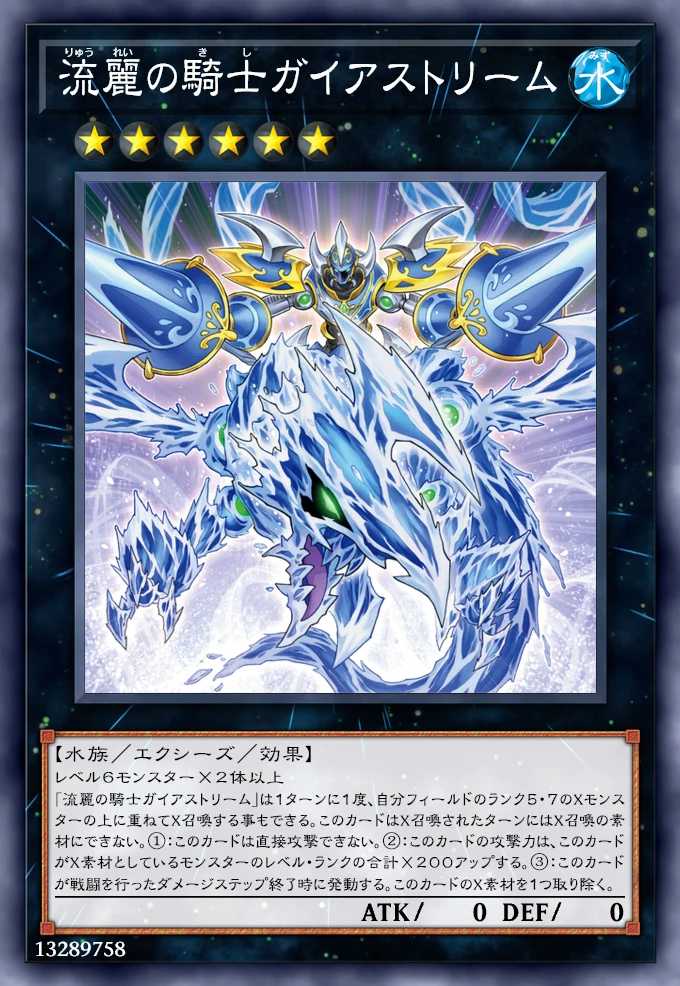 りゅう れい き し
流麗の騎士ガイアストリーム
みず
水
【水族／エクシーズ／効果】
レベル６モンスター×２体以上
「流麗の騎士ガイアストリーム」は１ターンに１度、自分フィールドのランク５・７のXモンス
ターの上に重ねてX召喚する事もできる。このカードはX召喚されたターンにはX召喚の素
材にできない。①：このカードは直接攻撃できない。②：このカードの攻撃力は、このカード
がX素材としているモンスターのレベル・ランクの合計×２００アップする。③：このカード
が戦闘を行ったダメージステップ終了時に発動する。このカードのX素材を１つ取り除く。
ATK/ 0 DEF/ 0
13289758